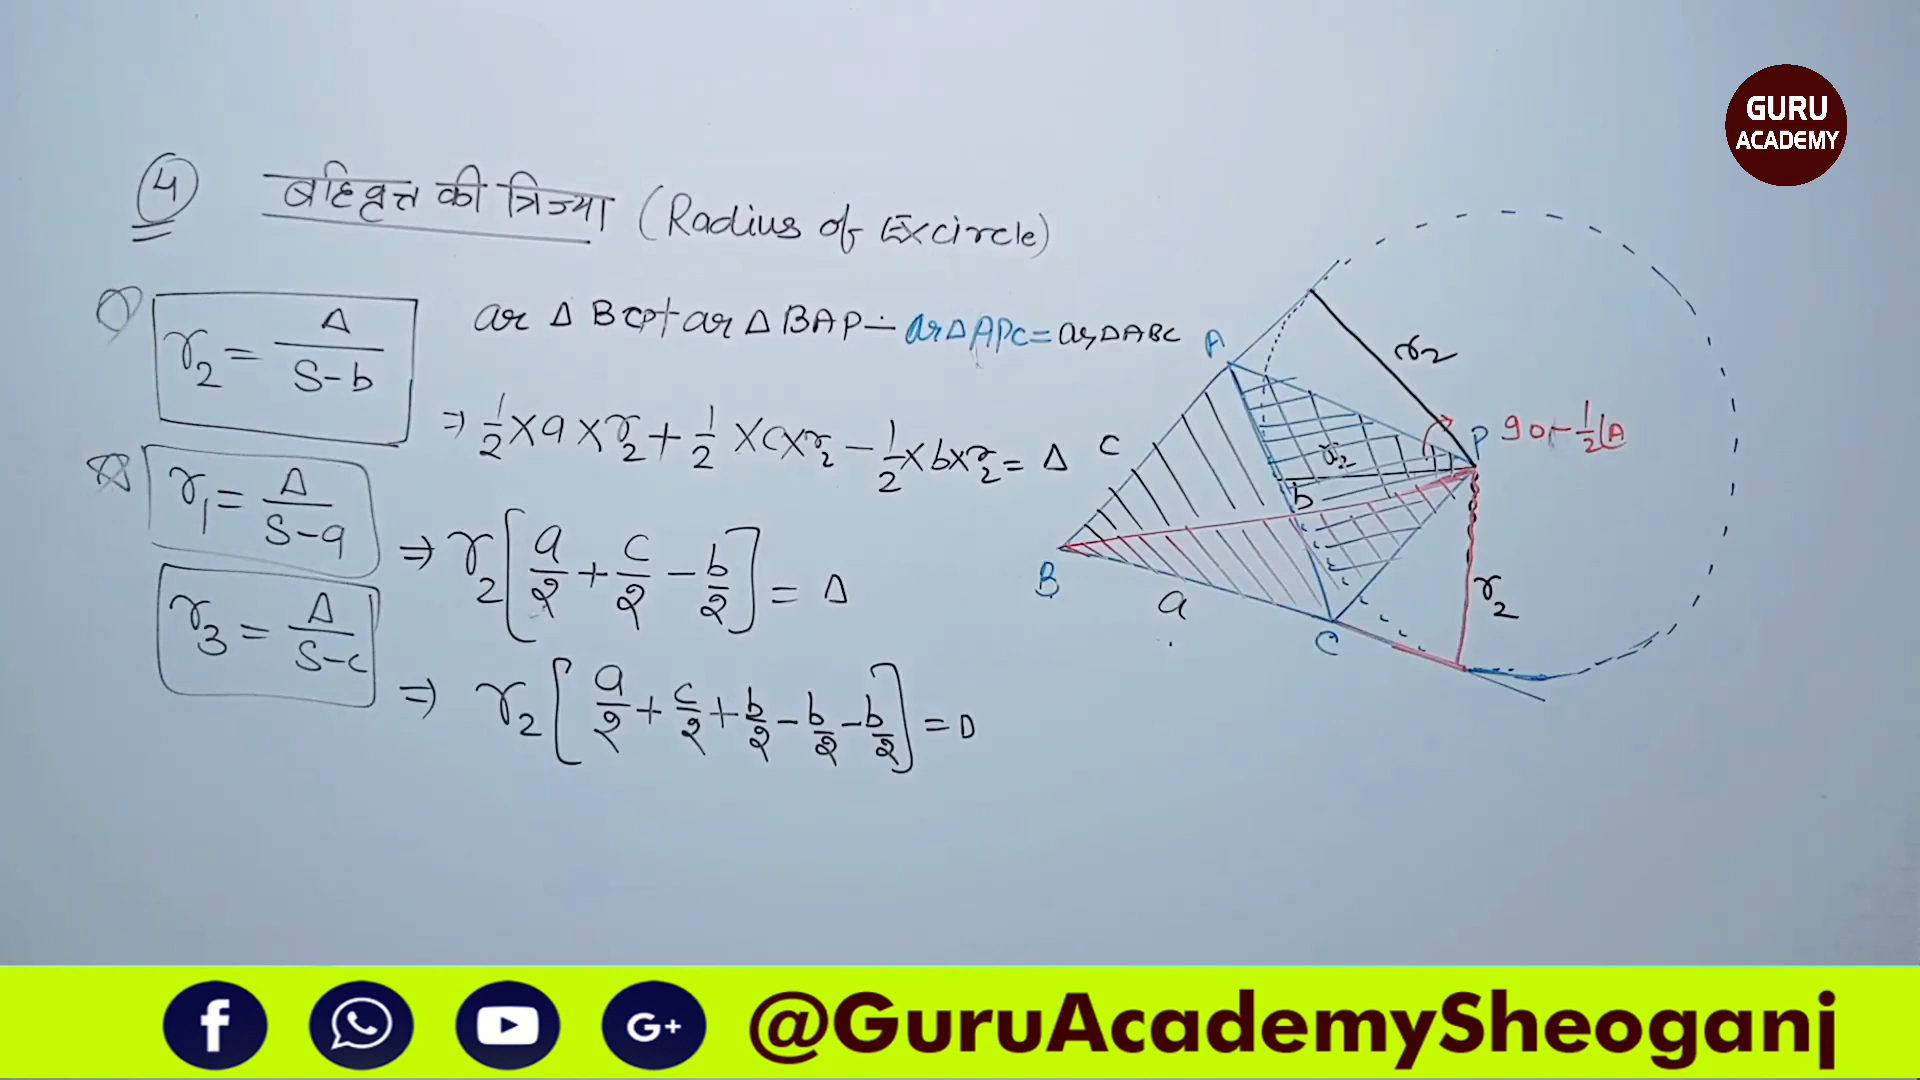 GURU
ACADEMY
4 बहिवृत्त की त्रिज्या (Radius of Excircle)
r₂ = Δ/(S-b)
ar Δ BCP + ar Δ BAP - ar Δ APC = ar Δ ABC
⇒ 1/2 × a × r₂ + 1/2 × c × r₂ - 1/2 × b × r₂ = Δ
r₁ = Δ/(S-a)
⇒ r₂ [a/2 + c/2 - b/2] = Δ
r₃ = Δ/(S-c)
⇒ r₂ [a/2 + c/2 + b/2 - b/2 - b/2] = Δ
A
r₂
P 90 - 1/2 ∠A
c
r₂
b
B
a
r₂
C
f
G+
@GuruAcademySheoganj